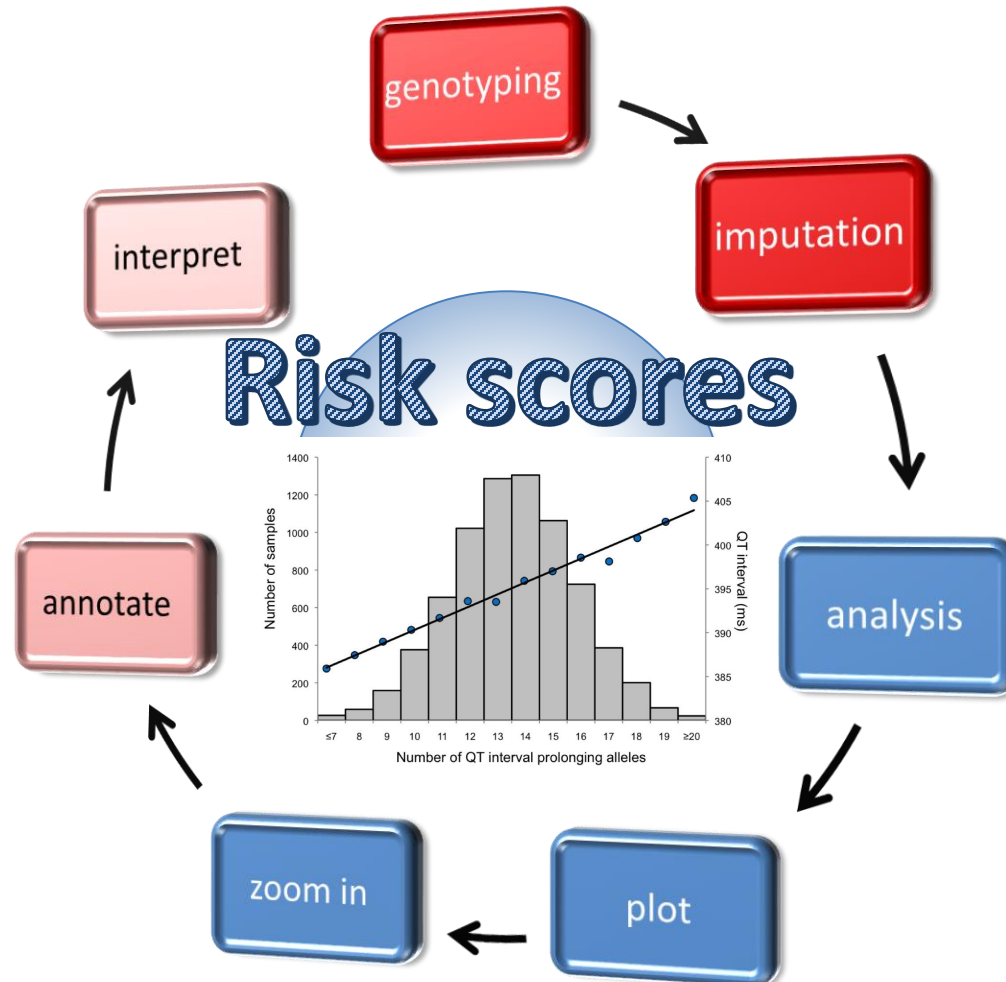 genotyping
imputation
interpret
Risk scores
1400
1200
1000
800
600
400
200
0
Number of samples
410
405
400
395
390
385
380
QT interval (ms)
≤7 8 9 10 11 12 13 14 15 16 17 18 19 ≥20
Number of QT interval prolonging alleles
annotate
analysis
zoom in
plot